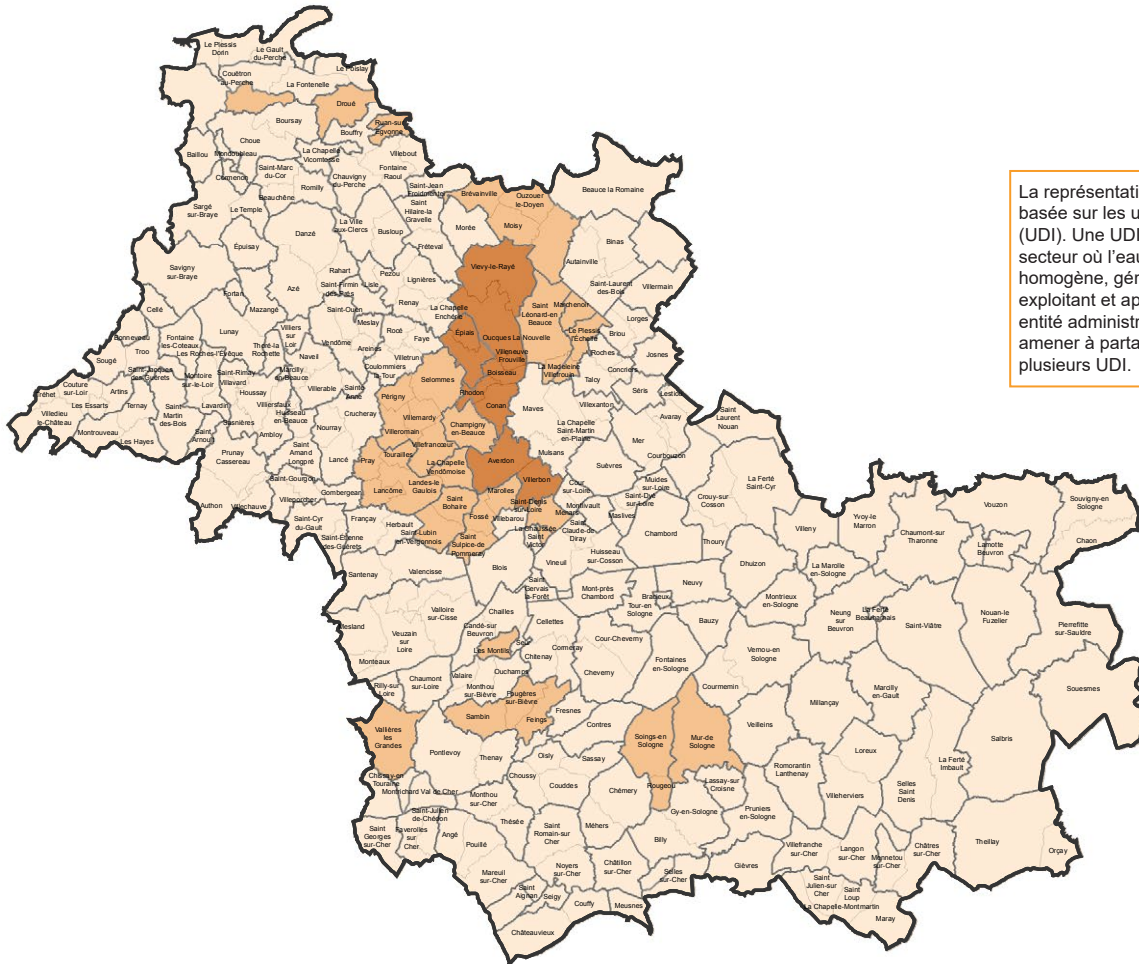 Le Plessis
Dorin
Le Gault
du-Perche
Le Poislay
Couëtron
au-Perche
La Fontenelle
Droué
Boursay
Ruan-sur
Egvonne
Bouffry
Choue
Baillou
Mondoubleau
La Chapelle
Vicomtesse
Villebout
Cormenon
Saint-Marc
du-Cor
Fontaine
Raoul
Romilly
Chauvigny
du-Perche
Beauchêne
Saint-Jean
Froidmentel
Sargé
sur-Braye
Le Temple
Saint
Hilaire-la
Gravelle
La Ville
aux-Clercs
Busloup
Danzé
Épuisay
Fréteval
Morée
Brévainville
Ouzouer
le-Doyen
Moisy
Beauce la Romaine
Binas
Autainville
Saint-Laurent
des-Bois
Villermain
Savigny
sur-Braye
Rahart
Pezou
Lignières
Vievy-le-Rayé
Azé
Saint-Firmin
des-Prés
Lisle
Fortan
Mazangé
Renay
La Chapelle
Enchérie
Saint
Léonard-en
Beauce
Marchenoir
Lorges
Cellé
Saint-Ouen
Meslay
Épiais
Oucques La Nouvelle
Le Plessis
l'Échelle
Briou
Lunay
Villiers
sur
Loir
Vendôme
Areines
Rocé
Faye
Villeneuve
Frouville
Roches
Josnes
Bonneveau
Fontaine
les-Coteaux
Thoré-la
Rochette
Naveil
Villetrun
Coulommiers
la-Tour
Boisseau
La Madeleine
Villefrouin
Talcy
Concriers
Troo
Les Roches-l'Évêque
Sougé
Saint-Jacques
des-Guérets
Montoire
sur-le-Loir
Saint-Rimay
Villavard
Marcilly
en-Beauce
Villerable
Sainte
Anne
Selommes
Rhodon
Séris
Lestiou
Couture
sur-Loir
Artins
Houssay
Périgny
Conan
Villexanton
Avaray
Tréhet
Les Essarts
Ternay
Lavardin
Villiersfaux
Huisseau
en-Beauce
Crucheray
Villemardy
Maves
Saint
Laurent
Nouan
Villedieu
le-Château
Saint
Martin
des-Bois
Sasnières
Ambloy
Nourray
Villeromain
Champigny
en-Beauce
La Chapelle
Saint-Martin
en-Plaine
Mer
Montrouveau
Les Hayes
Saint
Arnoult
Prunay
Cassereau
Saint
Amand
Longpré
Lancé
Pray
Tourailles
Villefrancœur
Averdon
Mulsans
Courbouzon
Saint-Gourgon
La Chapelle
Vendômoise
Villerbon
Suèvres
Muides
sur-Loire
La Ferté
Saint-Cyr
Authon
Villechauve
Villeporcher
Gombergean
Lancôme
Landes-le
Gaulois
Marolles
Saint-Denis
sur-Loire
Cour
sur-Loire
Saint-Dyé
sur-Loire
Crouy-sur
Cosson
Saint-Cyr
du-Gault
Françay
Saint
Bohaire
Fossé
Villebarou
Menars
Montlivault
Maslives
Saint-Étienne
des-Guérets
Herbault
Saint-Lubin
en-Vergonnois
Saint
Sulpice-de
Pommeray
La Chaussée
Saint
Victor
Saint
Claude-de
Diray
Chambord
Thoury
Villeny
Yvoy-le
Marron
Vouzon
Souvigny-en
Sologne
Chaumont-sur
Tharonne
Lamotte
Beuvron
Chaon
Santenay
Valencisse
Blois
Vineuil
Huisseau
sur-Cosson
Dhuizon
La Marolle
en-Sologne
Saint
Gervais
la-Forêt
Mont-près
Chambord
Neuvy
Bracieux
Tour-en
Sologne
Montrieux
en-Sologne
Neung
sur
Beuvron
La Ferté
Beauharnais
Saint-Viâtre
Nouan-le
Fuzelier
Pierrefitte
sur-Sauldre
Mesland
Valloire
sur-Cisse
Chailles
Cellettes
Bauzy
Veuzain
sur
Loire
Candé-sur
Beuvron
Seur
Les Montils
Cormeray
Cour-Cheverny
Vernou-en
Sologne
Monteaux
Chitenay
Valaire
Ouchamps
Cheverny
Fontaines
en-Sologne
Courmemin
Marcilly
en-Gault
Souesmes
Rilly-sur
Loire
Chaumont
sur-Loire
Monthou
sur-Bièvre
Fougères
sur-Bièvre
Millançay
Vallières
les
Grandes
Sambin
Feings
Fresnes
Contres
Soings-en
Sologne
Mur-de
Sologne
Veilleins
Salbris
Pontlevoy
Thenay
Oisly
Sassay
Loreux
La Ferté
Imbault
Chissay-en
Touraine
Choussy
Couddes
Chémery
Rougeou
Lassay-sur
Croisne
Romorantin
Lanthenay
Selles
Saint
Denis
Montrichard Val de Cher
Monthou
sur-Cher
Villeherviers
Saint-Julien
de-Chédon
Thésée
Gy-en-Sologne
Pruniers
en-Sologne
Saint
Georges
sur-Cher
Faverolles
sur
Cher
Angé
Pouillé
Saint
Romain-sur
Cher
Méhers
Billy
Villefranche
sur-Cher
Langon
sur-Cher
Mennetou
sur-Cher
Châtres
sur-Cher
Theillay
Orçay
Mareuil
sur-Cher
Noyers
sur-Cher
Châtillon
sur-Cher
Selles
sur-Cher
Gièvres
Saint
Aignan
Seigy
Couffy
Meusnes
Saint
Julien-sur
Cher
Saint
Loup
La Chapelle-Montmartin
Maray
Châteauvieux
La représentati
basée sur les u
(UDI). Une UDI
secteur où l'eau
homogène, gér
exploitant et ap
entité administr
amener à parta
plusieurs UDI.